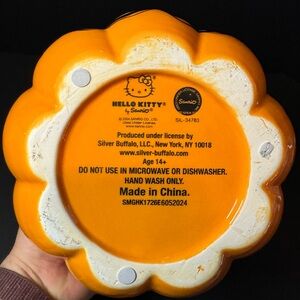 HELLO KITTY®
by Sanrio®
Sanrio
SL-34783
Produced under license by
Silver Buffalo, LLC., New York, NY 10018
www.silver-buffalo.com
Age 14+
DO NOT USE IN MICROWAVE OR DISHWASHER.
HAND WASH ONLY.
Made in China.
SMGHK1726E6052024